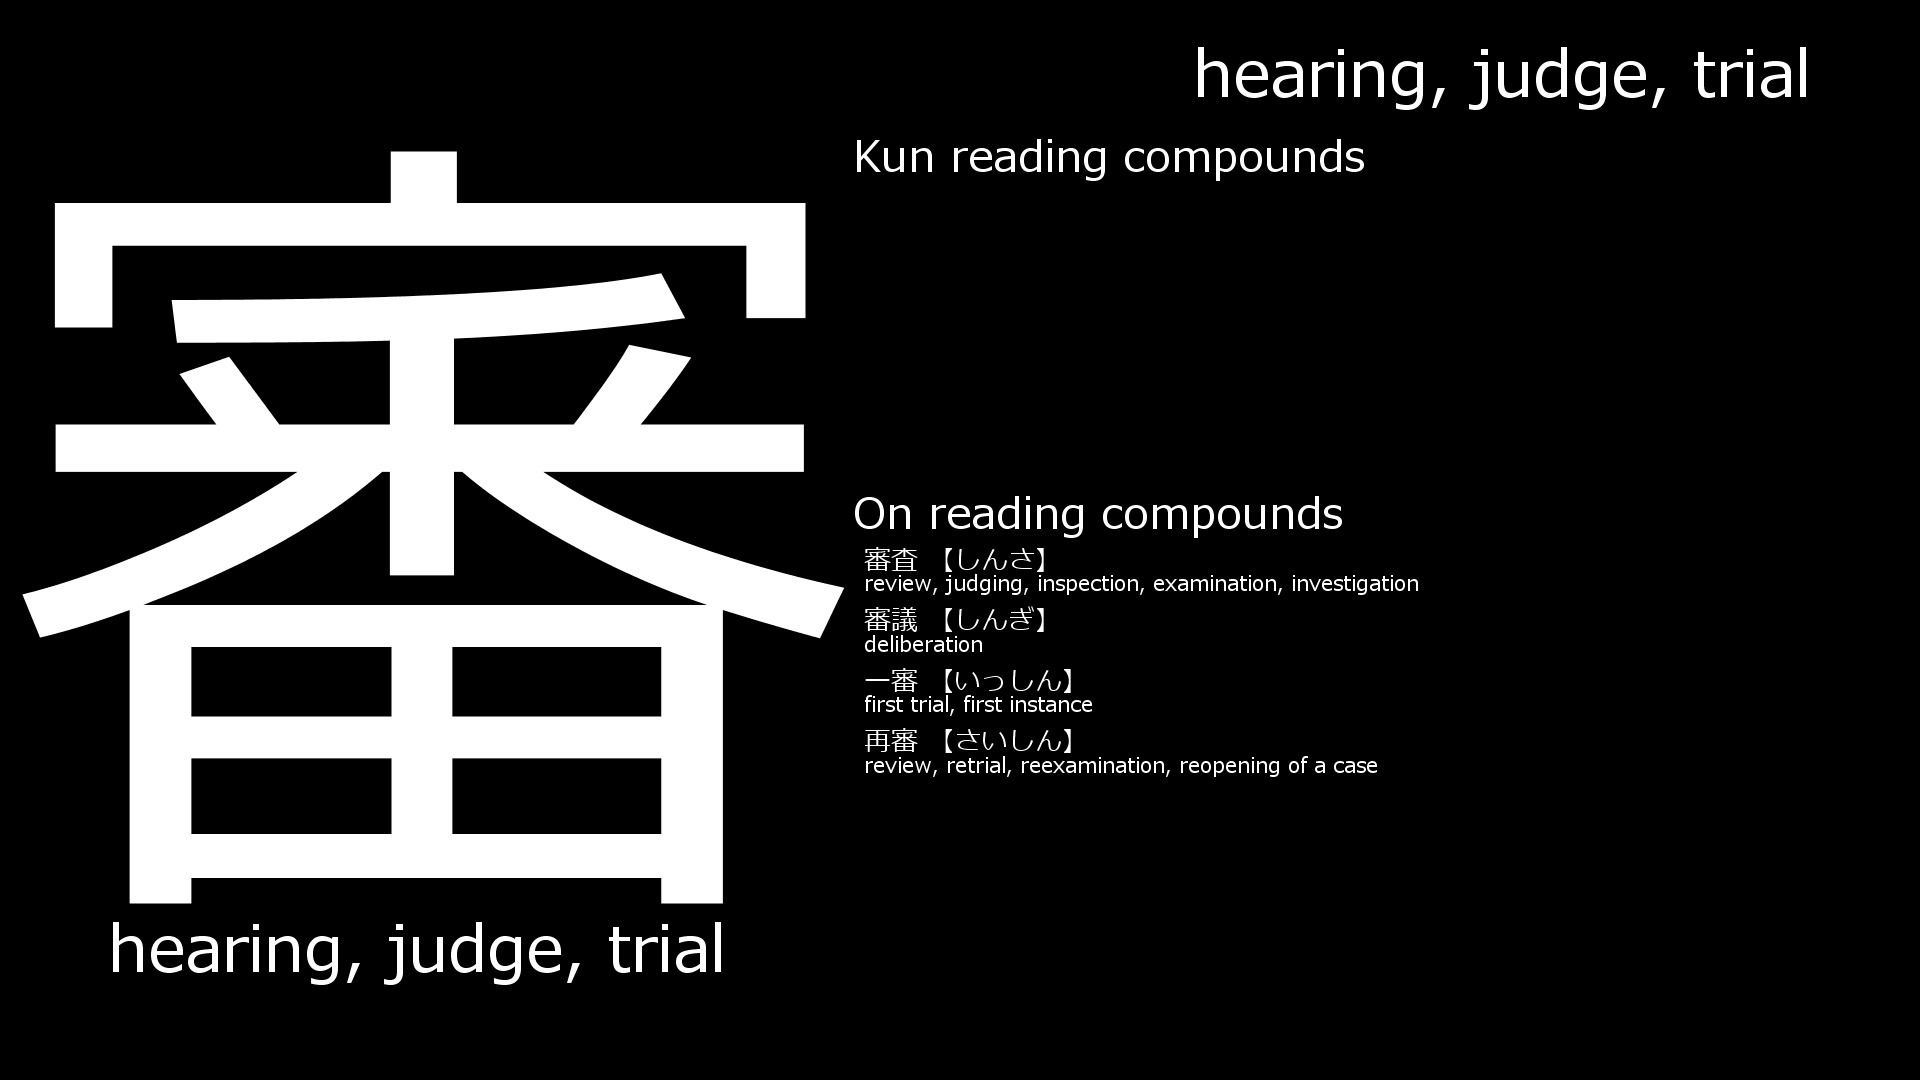 審
hearing, judge, trial
hearing, judge, trial
Kun reading compounds
On reading compounds
審査 【しんさ】
review, judging, inspection, examination, investigation
審議 【しんぎ】
deliberation
一審 【いっしん】
first trial, first instance
再審 【さいしん】
review, retrial, reexamination, reopening of a case